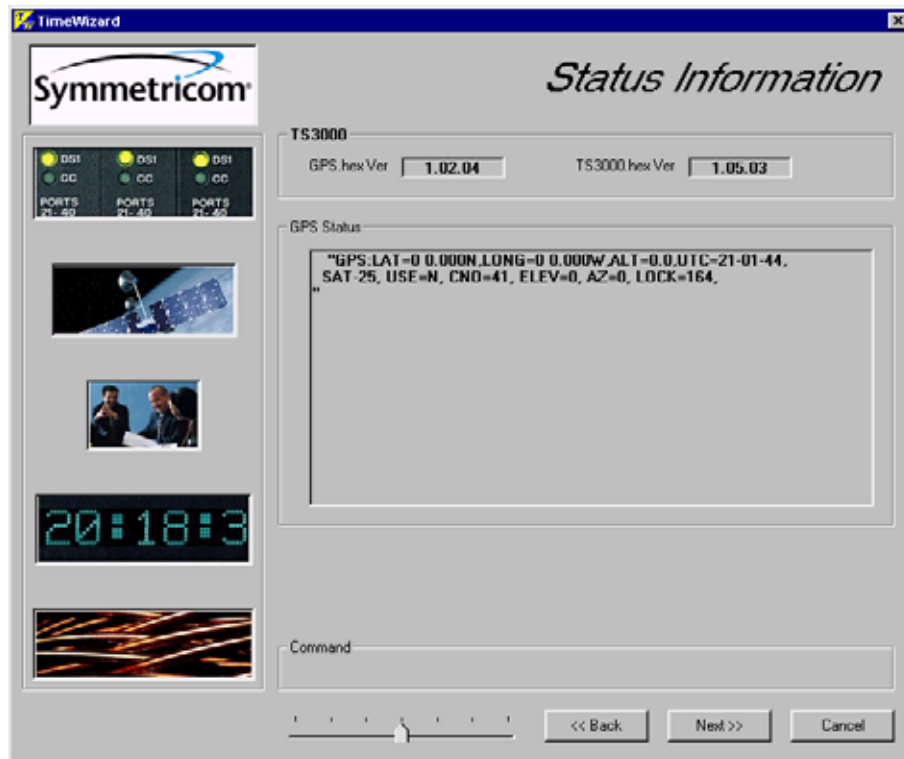 TimeWizard
Symmetricom
Status Information
DS1 DS1 DS1
CC CC CC
PORTS PORTS PORTS
21-40 21-40 21-40
TS3000
GPS.hex Ver 1.02.04 TS3000.hex Ver 1.05.03
GPS Status
"GPS:LAT=0 0.000N,LONG=0 0.000W,ALT=0.0,UTC=21-01-44,
SAT-25, USE=N, CNO=41, ELEV=0, AZ=0, LOCK=164,
"
20:18:3
Command
<< Back Next >> Cancel